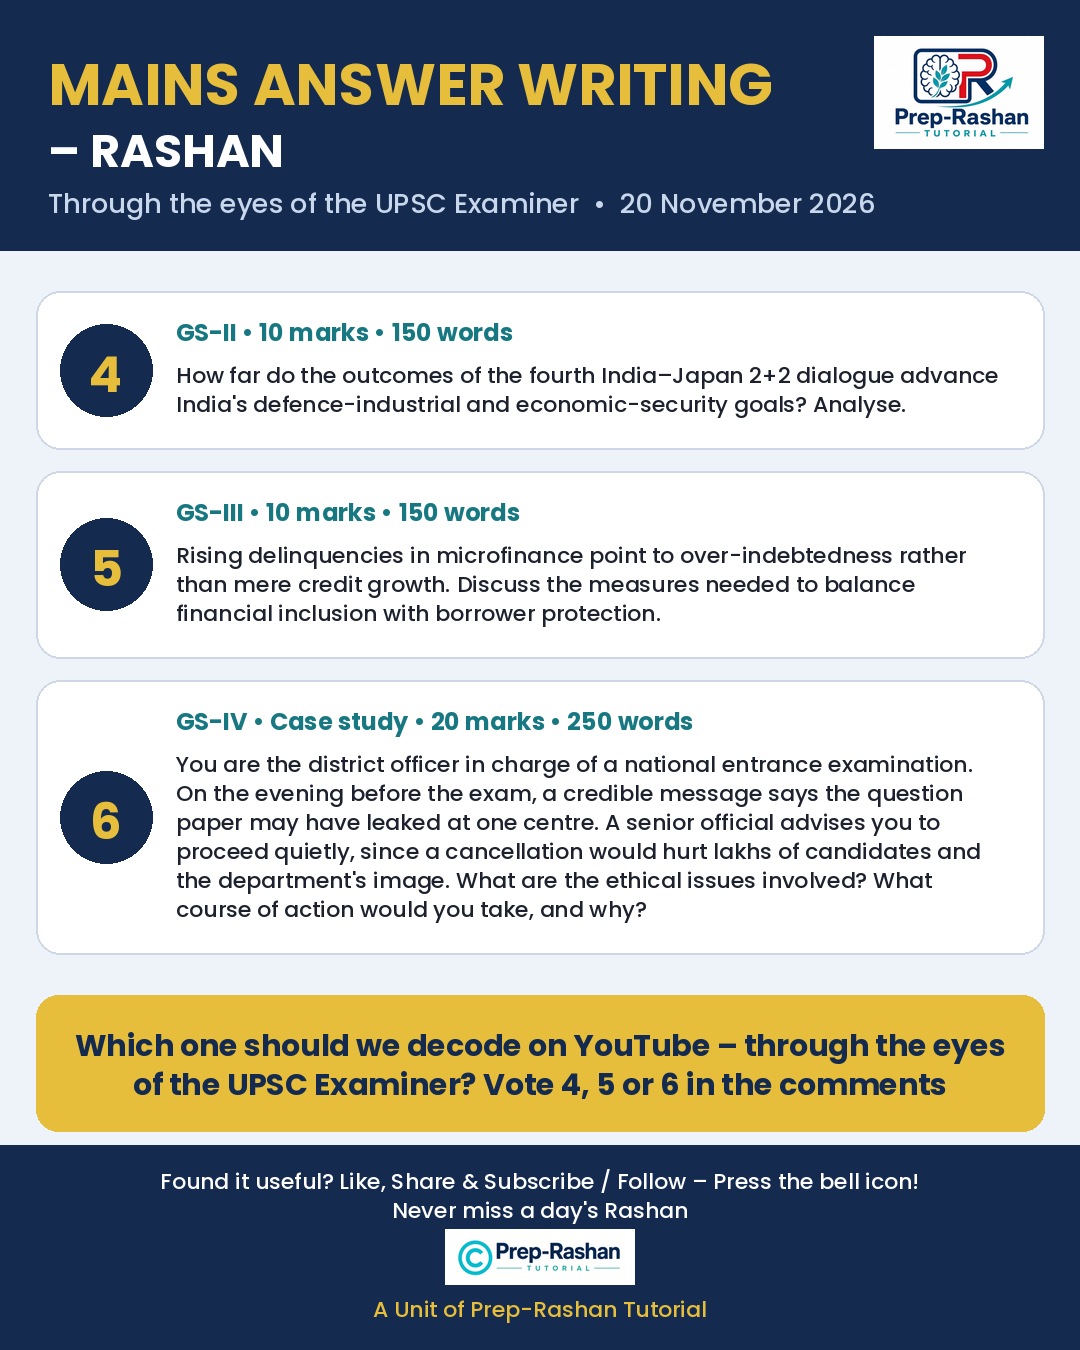 MAINS ANSWER WRITING
– RASHAN
Through the eyes of the UPSC Examiner • 20 November 2026
Prep-Rashan
TUTORIAL
4
GS-II • 10 marks • 150 words
How far do the outcomes of the fourth India–Japan 2+2 dialogue advance
India's defence-industrial and economic-security goals? Analyse.
5
GS-III • 10 marks • 150 words
Rising delinquencies in microfinance point to over-indebtedness rather
than mere credit growth. Discuss the measures needed to balance
financial inclusion with borrower protection.
6
GS-IV • Case study • 20 marks • 250 words
You are the district officer in charge of a national entrance examination.
On the evening before the exam, a credible message says the question
paper may have leaked at one centre. A senior official advises you to
proceed quietly, since a cancellation would hurt lakhs of candidates and
the department's image. What are the ethical issues involved? What
course of action would you take, and why?
Which one should we decode on YouTube – through the eyes
of the UPSC Examiner? Vote 4, 5 or 6 in the comments
Found it useful? Like, Share & Subscribe / Follow – Press the bell icon!
Never miss a day's Rashan
© Prep-Rashan
TUTORIAL
A Unit of Prep-Rashan Tutorial